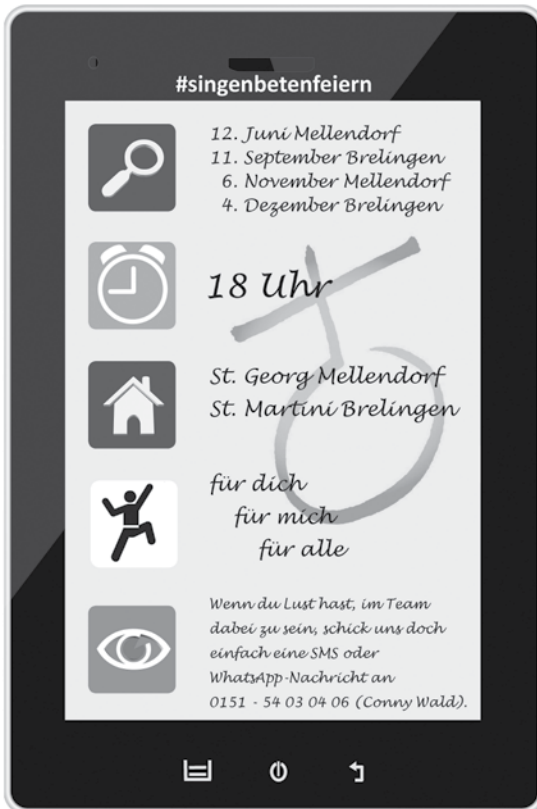 #singenbetenfeiern
12. Juni Mellendorf
11. September Brelingen
6. November Mellendorf
4. Dezember Brelingen
18 Uhr
St. Georg Mellendorf
St. Martini Brelingen
für dich
für mich
für alle
Wenn du Lust hast, im Team
dabei zu sein, schick uns doch
einfach eine SMS oder
WhatsApp-Nachricht an
0151 - 54 03 04 06 (Conny Wald).